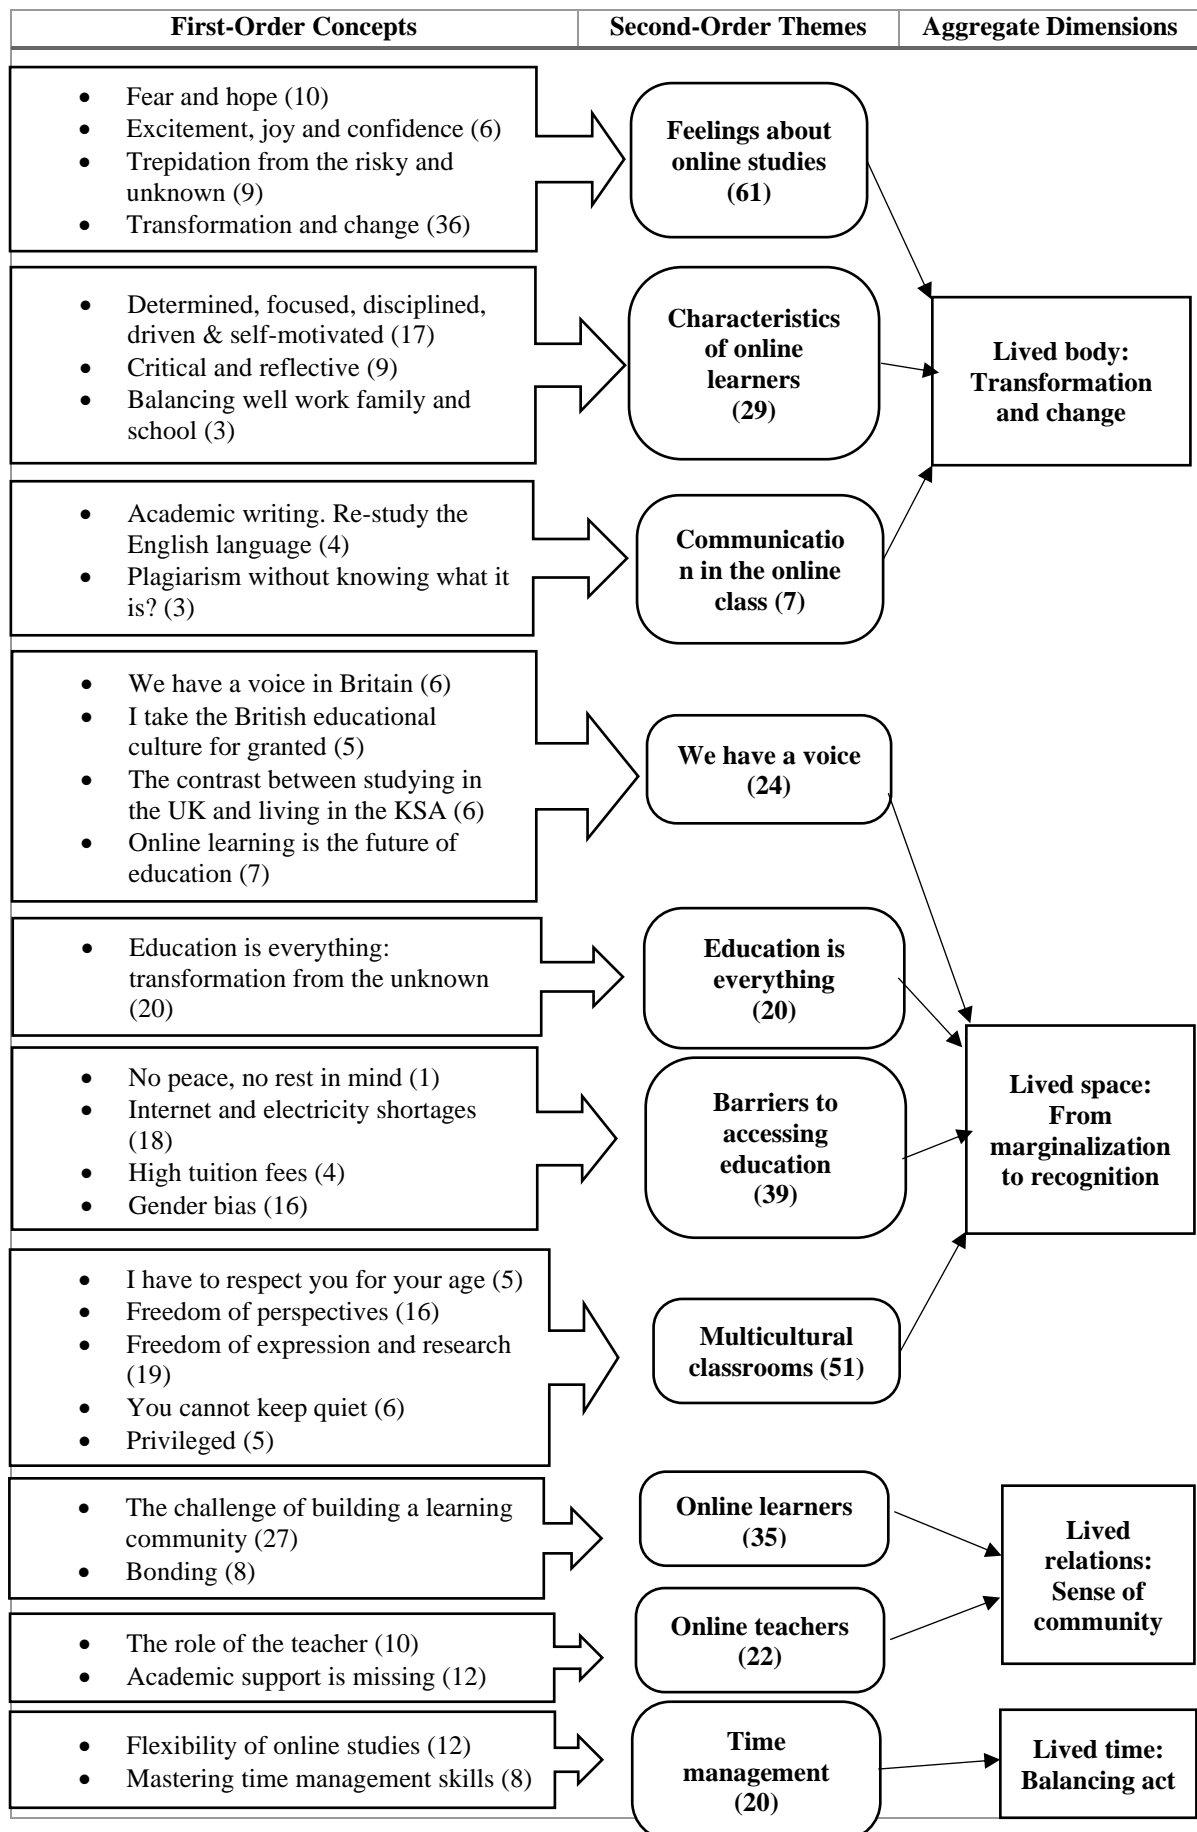 First-Order Concepts
Second-Order Themes
Aggregate Dimensions
• Fear and hope (10)
• Excitement, joy and confidence (6)
• Trepidation from the risky and
unknown (9)
• Transformation and change (36)
Feelings about
online studies
(61)
• Determined, focused, disciplined,
driven & self-motivated (17)
• Critical and reflective (9)
• Balancing well work family and
school (3)
Characteristics
of online
learners
(29)
• Academic writing. Re-study the
English language (4)
• Plagiarism without knowing what it
is? (3)
Communicatio
n in the online
class (7)
Lived body:
Transformation
and change
• We have a voice in Britain (6)
• I take the British educational
culture for granted (5)
• The contrast between studying in
the UK and living in the KSA (6)
• Online learning is the future of
education (7)
We have a voice
(24)
• Education is everything:
transformation from the unknown
(20)
Education is
everything
(20)
• No peace, no rest in mind (1)
• Internet and electricity shortages
(18)
• High tuition fees (4)
• Gender bias (16)
Barriers to
accessing
education
(39)
• I have to respect you for your age (5)
• Freedom of perspectives (16)
• Freedom of expression and research
(19)
• You cannot keep quiet (6)
• Privileged (5)
Multicultural
classrooms (51)
Lived space:
From
marginalization
to recognition
• The challenge of building a learning
community (27)
• Bonding (8)
Online learners
(35)
• The role of the teacher (10)
• Academic support is missing (12)
Online teachers
(22)
Lived
relations:
Sense of
community
• Flexibility of online studies (12)
• Mastering time management skills (8)
Time
management
(20)
Lived time:
Balancing act